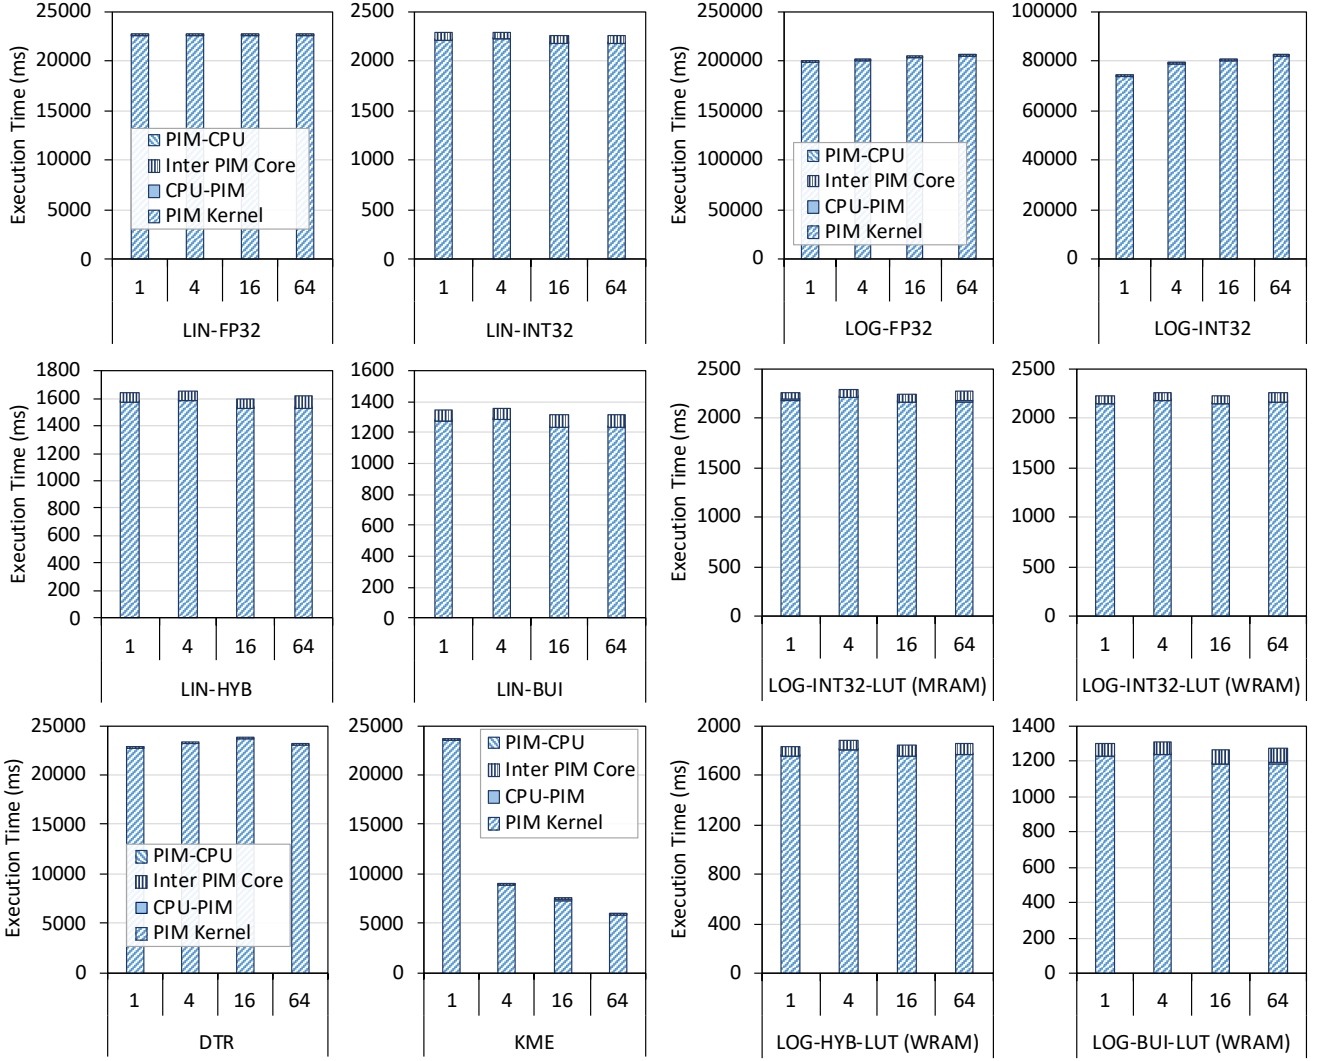 Execution Time (ms)
25000
20000
15000
10000
5000
0
PIM-CPU
Inter PIM Core
CPU-PIM
PIM Kernel
1 4 16 64
LIN-FP32
2500
2000
1500
1000
500
0
1 4 16 64
LIN-INT32
Execution Time (ms)
250000
200000
150000
100000
50000
0
PIM-CPU
Inter PIM Core
CPU-PIM
PIM Kernel
1 4 16 64
LOG-FP32
100000
80000
60000
40000
20000
0
1 4 16 64
LOG-INT32
Execution Time (ms)
1800
1600
1400
1200
1000
800
600
400
200
0
1 4 16 64
LIN-HYB
1600
1400
1200
1000
800
600
400
200
0
1 4 16 64
LIN-BUI
Execution Time (ms)
2500
2000
1500
1000
500
0
1 4 16 64
LOG-INT32-LUT (MRAM)
2500
2000
1500
1000
500
0
1 4 16 64
LOG-INT32-LUT (WRAM)
Execution Time (ms)
25000
20000
15000
10000
5000
0
PIM-CPU
Inter PIM Core
CPU-PIM
PIM Kernel
1 4 16 64
DTR
25000
20000
15000
10000
5000
0
PIM-CPU
Inter PIM Core
CPU-PIM
PIM Kernel
1 4 16 64
KME
Execution Time (ms)
2000
1600
1200
800
400
0
1 4 16 64
LOG-HYB-LUT (WRAM)
1400
1200
1000
800
600
400
200
0
1 4 16 64
LOG-BUI-LUT (WRAM)